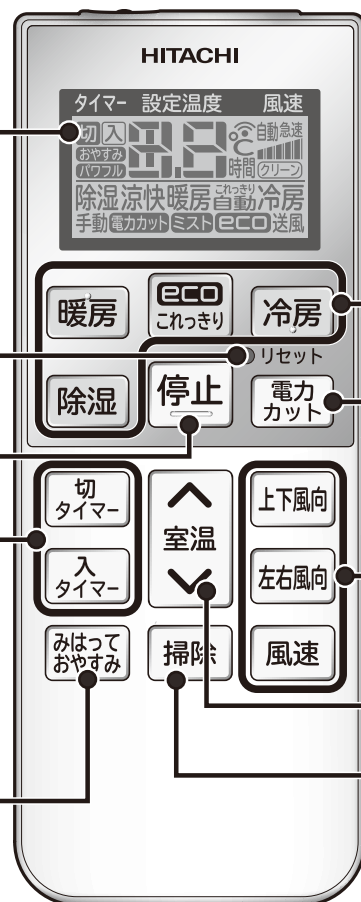 HITACHI
タイマー 設定温度 風速
切 入 8.8 ℃ 自動 急速
おやすみ
パワフル 時間 クリーン
除湿 涼快 暖房 これっきり自動 冷房
手動 電力カット ミスト eco 送風
暖房
eco
これっきり
冷房
リセット
除湿
停止
電力
カット
切
タイマー
室温
上下風向
入
タイマー
左右風向
みはって
おやすみ
掃除
風速